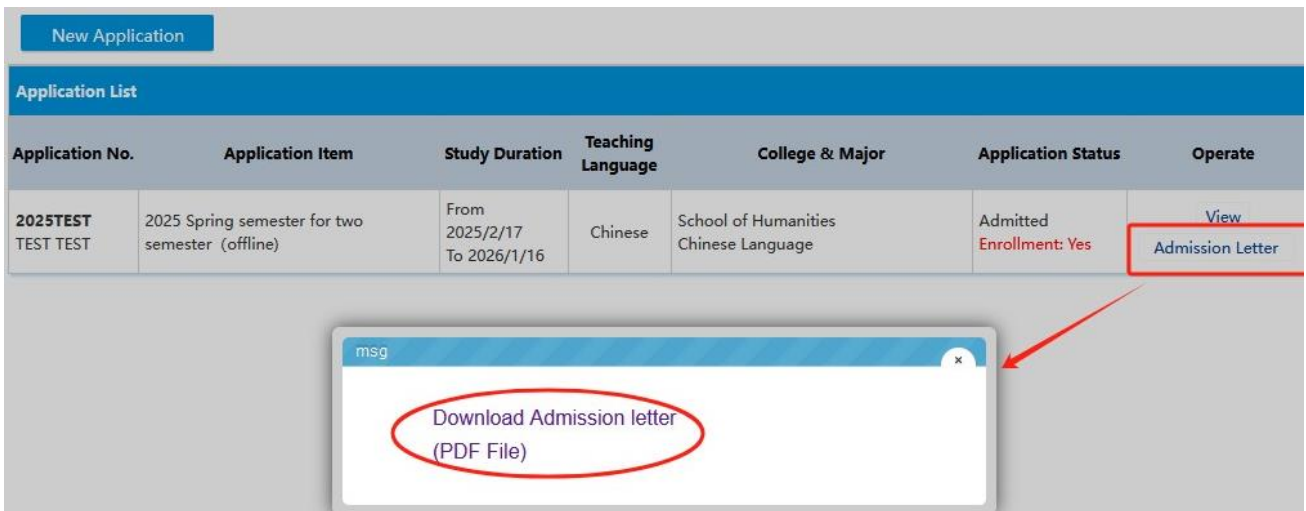 New Application
Application List
Application No.
Application Item
Study Duration
Teaching
Language
College & Major
Application Status
Operate
2025TEST
TEST TEST
2025 Spring semester for two
semester (offline)
From
2025/2/17
To 2026/1/16
Chinese
School of Humanities
Chinese Language
Admitted
Enrollment: Yes
View
Admission Letter
msg
×
Download Admission letter
(PDF File)